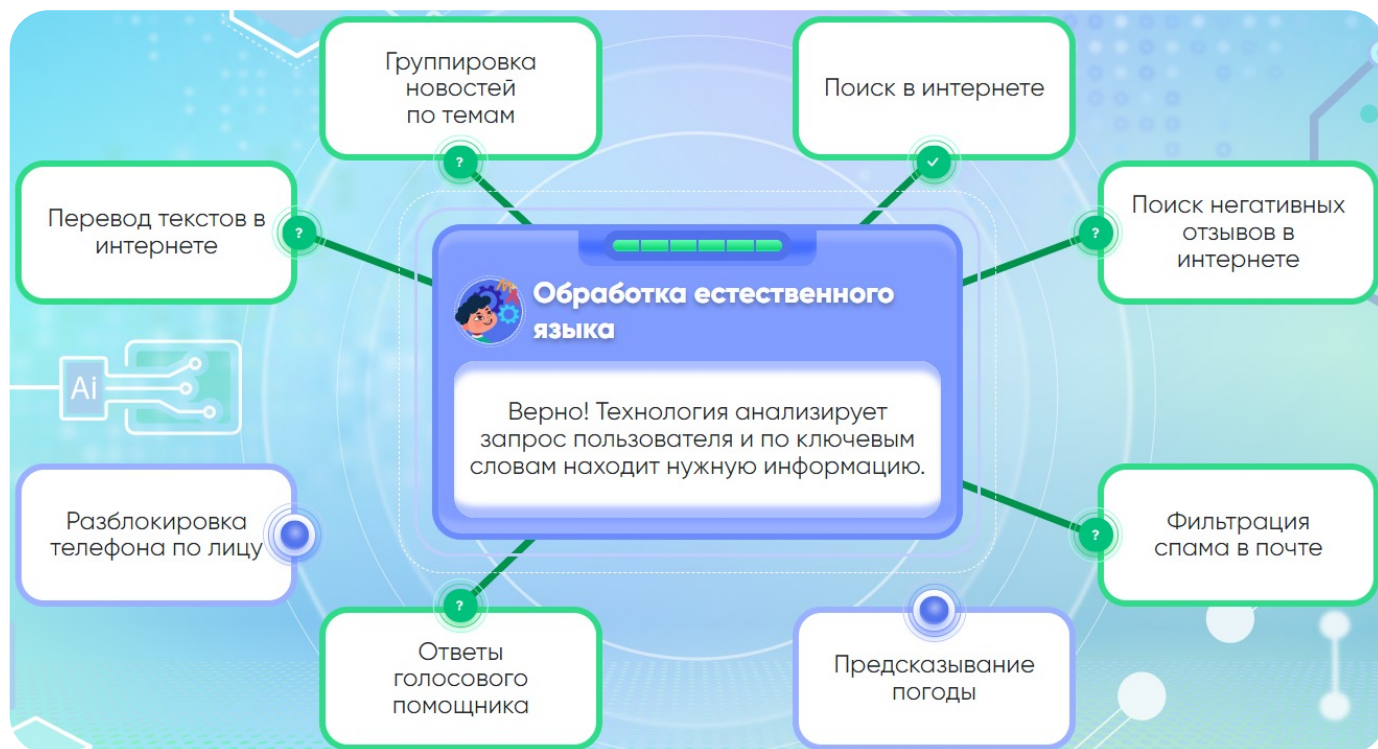 Группировка
новостей
по темам
Поиск в интернете
Перевод текстов в
интернете
Поиск негативных
отзывов в
интернете
Обработка естественного
языка
Верно! Технология анализирует
запрос пользователя и по ключевым
словам находит нужную информацию.
Ai
Разблокировка
телефона по лицу
Фильтрация
спама в почте
Ответы
голосового
помощника
Предсказывание
погоды